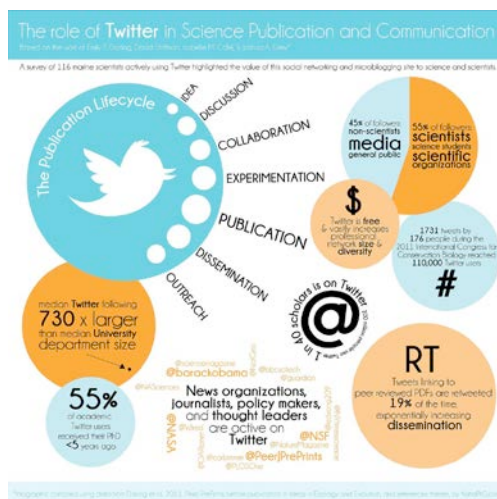 The role of Twitter in Science Publication and Communication
A survey of 116 marine scientists actively using Twitter highlighted the value of this social networking and microblogging site to science and scientists
The Publication Lifecycle
IDEA
DISCUSSION
COLLABORATION
EXPERIMENTATION
PUBLICATION
DISSEMINATION
OUTREACH
45% of followers:
non-scientists
media
general public
55% of followers:
scientists
science students
scientific
organizations
$
Twitter is free
& vastly increases
professional
network size &
diversity
1731 tweets by
176 people during the
2011 International Congress for
Conservation Biology reached
110,000 Twitter users
#
median Twitter following
730 x larger
than median University
department size
1 in 40 scholars is on Twitter
@
55%
of academic
Twitter users
received their PhD
<5 years ago
@barackobama
@NASA
News organizations,
journalists, policy makers,
and thought leaders
are active on
Twitter
@NSF
@PeerJPrePrints
RT
Tweets linking to
peer reviewed PDFs are retweeted
19% of the time,
exponentially increasing
dissemination